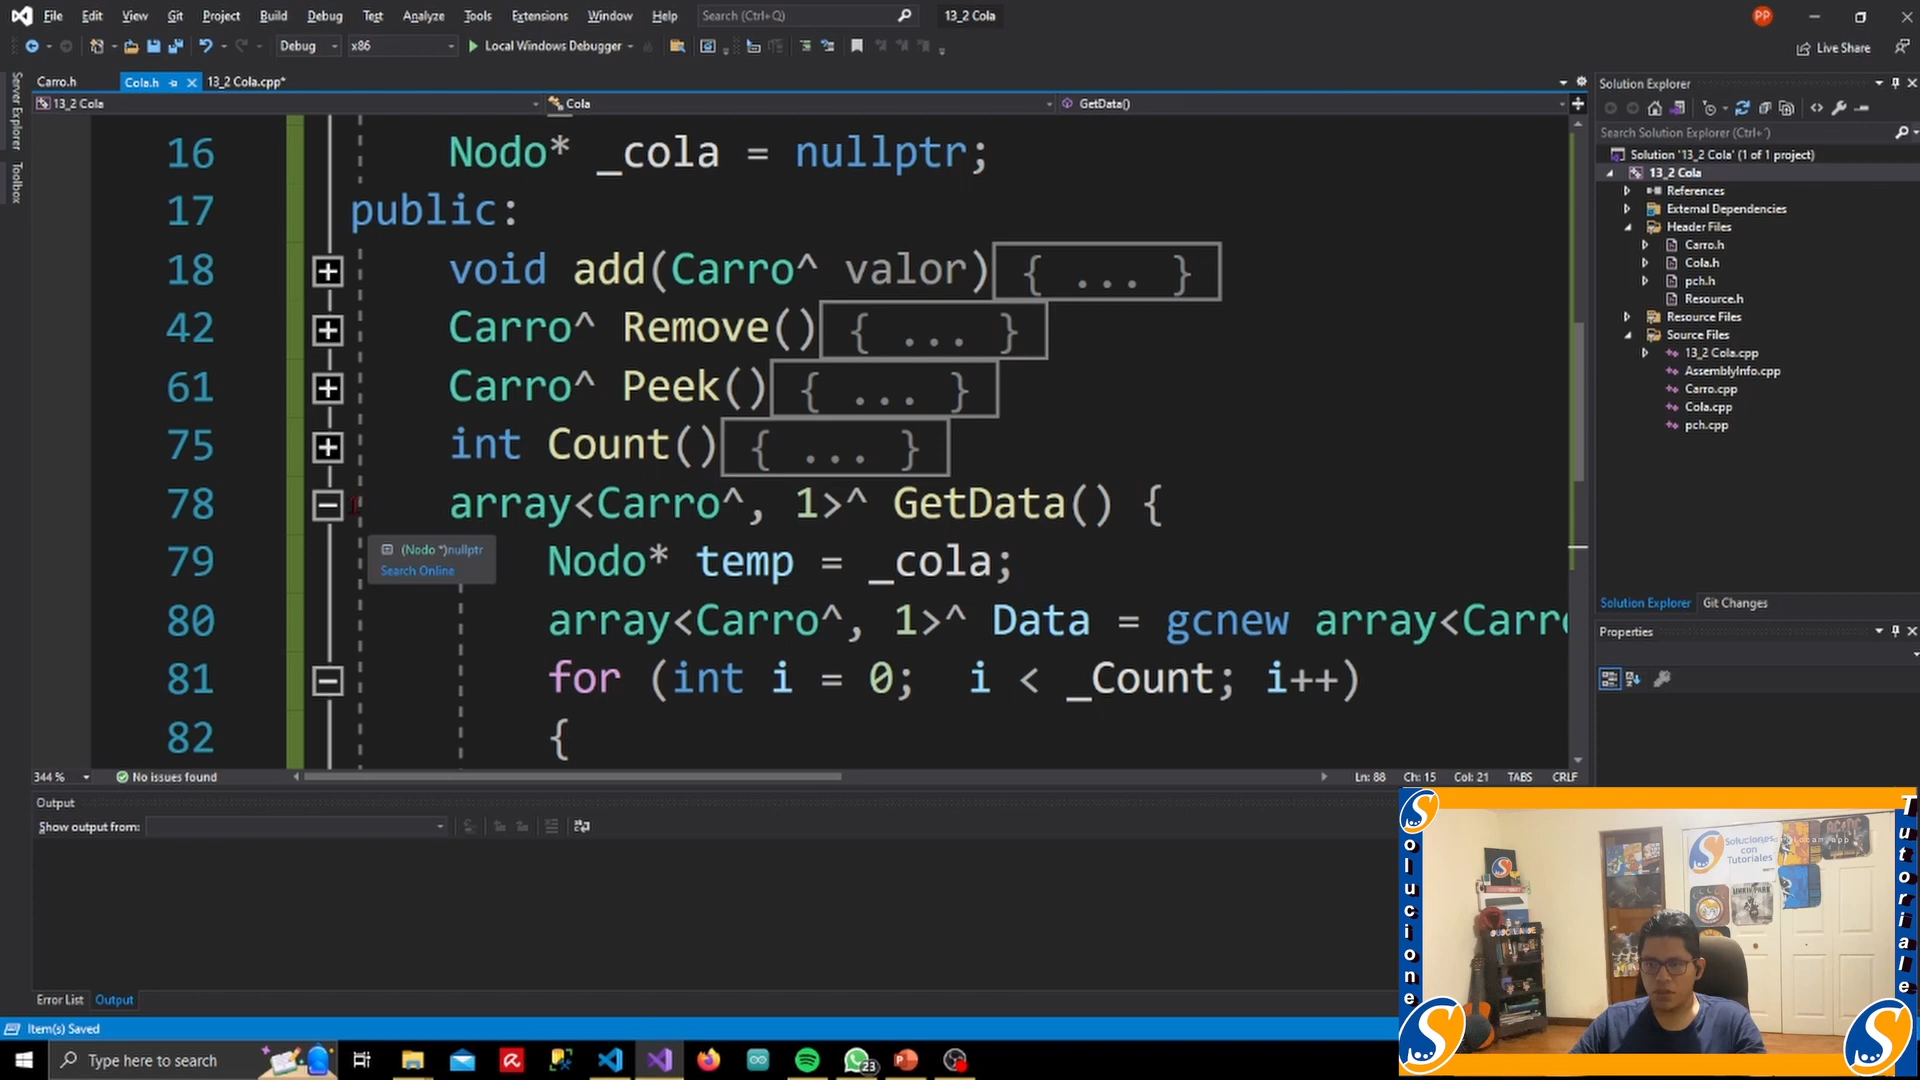 File Edit View Git Project Build Debug Test Analyze Tools Extensions Window Help Search (Ctrl+Q) 13_2 Cola PP
Debug x86 Local Windows Debugger Live Share
Server Explorer
Toolbox
Carro.h Cola.h 13_2 Cola.cpp*
13_2 Cola Cola GetData()
16 Nodo* _cola = nullptr;
17 public:
18 void add(Carro^ valor){ ... }
42 Carro^ Remove(){ ... }
61 Carro^ Peek(){ ... }
75 int Count(){ ... }
78 array<Carro^, 1>^ GetData() {
79 Nodo* temp = _cola;
80 array<Carro^, 1>^ Data = gcnew array<Carr
81 for (int i = 0; i < _Count; i++)
82 {
(Nodo *)nullptr
Search Online
344 % No issues found Ln: 88 Ch: 15 Col: 21 TABS CRLF
Output
Show output from:
Error List Output
Item(s) Saved
Solution Explorer
Search Solution Explorer (Ctrl+')
Solution '13_2 Cola' (1 of 1 project)
13_2 Cola
References
External Dependencies
Header Files
Carro.h
Cola.h
pch.h
Resource.h
Resource Files
Source Files
13_2 Cola.cpp
AssemblyInfo.cpp
Carro.cpp
Cola.cpp
pch.cpp
Solution Explorer Git Changes
Properties
Solucione
Tutoriale
Soluciones
con
Tutoriales
Type here to search
23